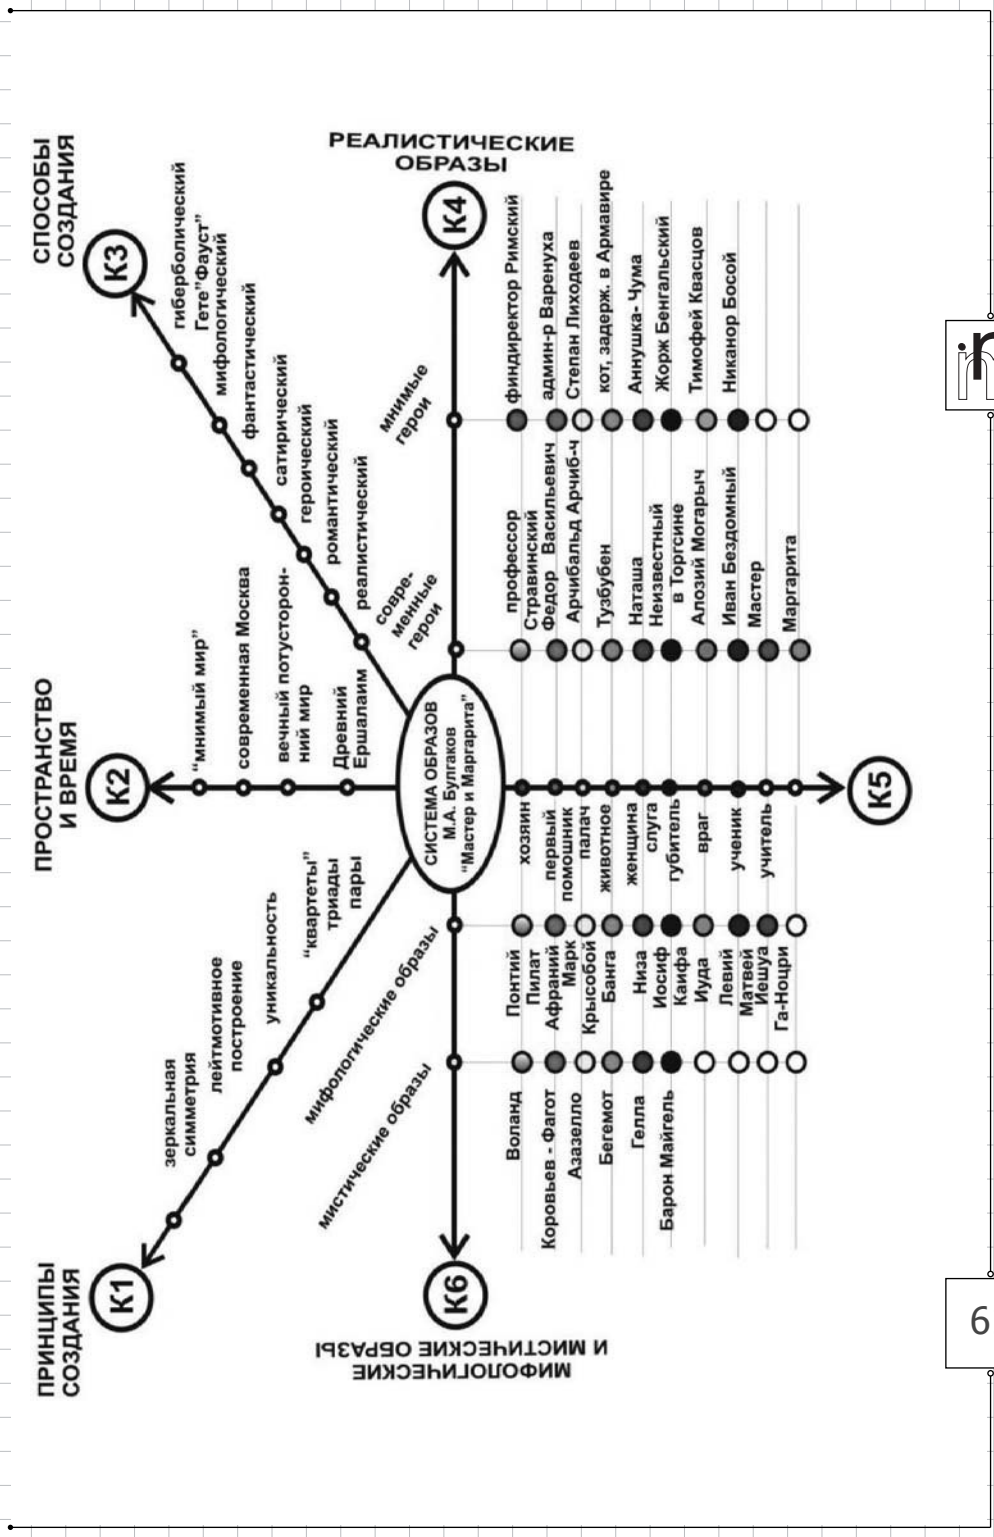 ПРИНЦИПЫ
СОЗДАНИЯ
К1
зеркальная
симметрия
лейтмотивное
построение
уникальность
“квартеты”
триады
пары
ПРОСТРАНСТВО
И ВРЕМЯ
К2
“мнимый мир”
современная Москва
вечный потусторон-
ний мир
Древний
Ершалаим
СПОСОБЫ
СОЗДАНИЯ
К3
гиберболический
Гете”Фауст”
мифологический
фантастический
сатирический
героический
романтический
реалистический
СИСТЕМА ОБРАЗОВ
М.А. Булгаков
“Мастер и Маргарита”
РЕАЛИСТИЧЕСКИЕ
ОБРАЗЫ
К4
мнимые
герои
совре-
менные
герои
МИФОЛОГИЧЕСКИЕ
И МИСТИЧЕСКИЕ ОБРАЗЫ
К6
мифологические образы
мистические образы
Воланд
Коровьев - Фагот
Азазелло
Бегемот
Гелла
Барон Майгель
Понтий
Пилат
Афраний
Марк
Крысобой
Банга
Низа
Иосиф
Каифа
Иуда
Левий
Матвей
Иешуа
Га-Ноцри
хозяин
первый
помошник
палач
животное
женщина
слуга
губитель
враг
ученик
учитель
К5
профессор
Стравинский
Федор Васильевич
Арчибальд Арчиб-ч
Тузбубен
Наташа
Неизвестный
в Торгсине
Алозий Могарыч
Иван Бездомный
Мастер
Маргарита
финдиректор Римский
админ-р Варенуха
Степан Лиходеев
кот, задерж. в Армавире
Аннушка- Чума
Жорж Бенгальский
Тимофей Квасцов
Никанор Босой
6